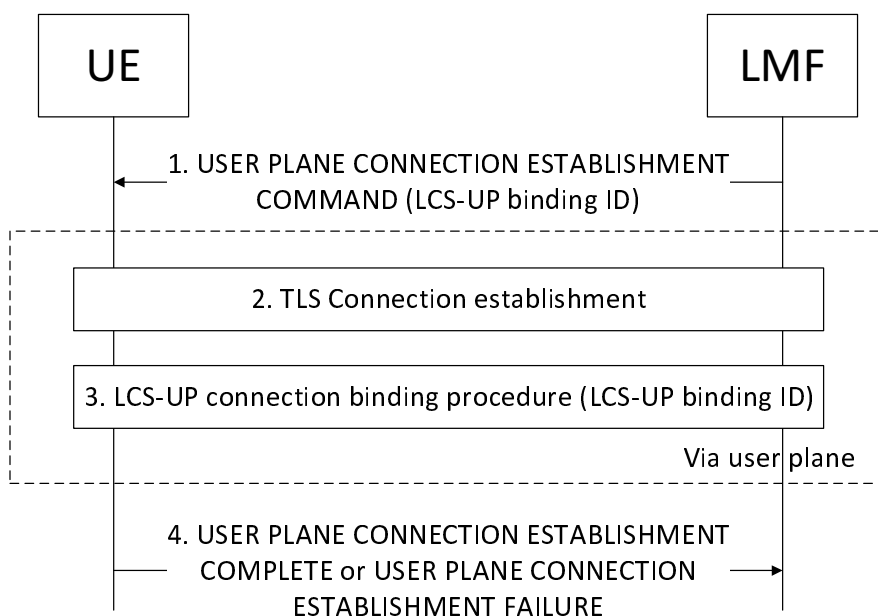 UE
LMF
1. USER PLANE CONNECTION ESTABLISHMENT
COMMAND (LCS-UP binding ID)
2. TLS Connection establishment
3. LCS-UP connection binding procedure (LCS-UP binding ID)
Via user plane
4. USER PLANE CONNECTION ESTABLISHMENT
COMPLETE or USER PLANE CONNECTION
ESTABLISHMENT FAILURE